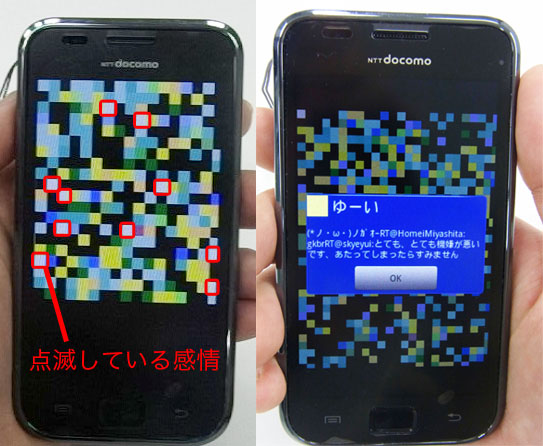 NTT docomo
点滅している感情
NTT docomo
ゆーい
(*ノ・ω・)ノｶﾞｵｰRT@HomeiMiyashita:
gkbrRT@skyeyui:とても、とても機嫌が悪い
です、あたってしまったらすみません
OK